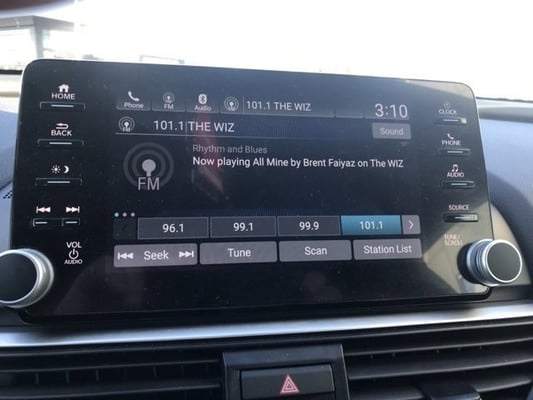 HOME
BACK
VOL
AUDIO
Phone FM Audio 101.1 THE WIZ 3:10
101.1 THE WIZ Sound
Rhythm and Blues
Now playing All Mine by Brent Faiyaz on The WIZ
FM
96.1 99.1 99.9 101.1
Seek Tune Scan Station List
CLOCK
PHONE
AUDIO
SOURCE
TUNE/
SCROLL